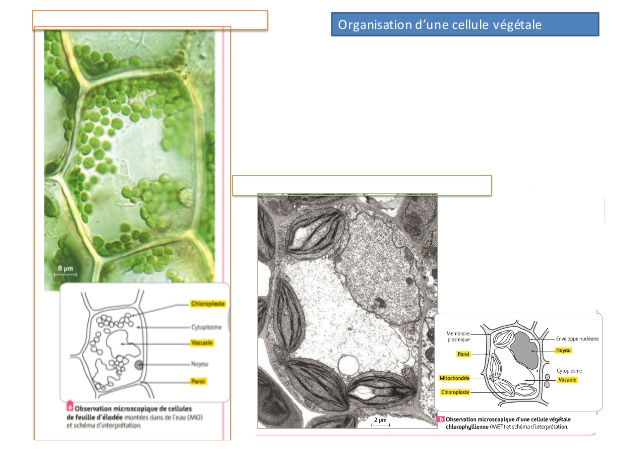 Organisation d’une cellule végétale
8 µm
Chloroplaste
Cytoplasme
Vacuole
Noyau
Paroi
a Observation microscopique de cellules
de feuille d'élodée montées dans de l'eau (MO)
et schéma d'interprétation.
2 µm
Membrane
plasmique
Paroi
Mitochondrie
Chloroplaste
Enveloppe nucléaire
Noyau
Cytoplasme
Vacuole
b Observation microscopique d'une cellule végétale
chlorophyllienne (MET) et schéma d'interprétation.